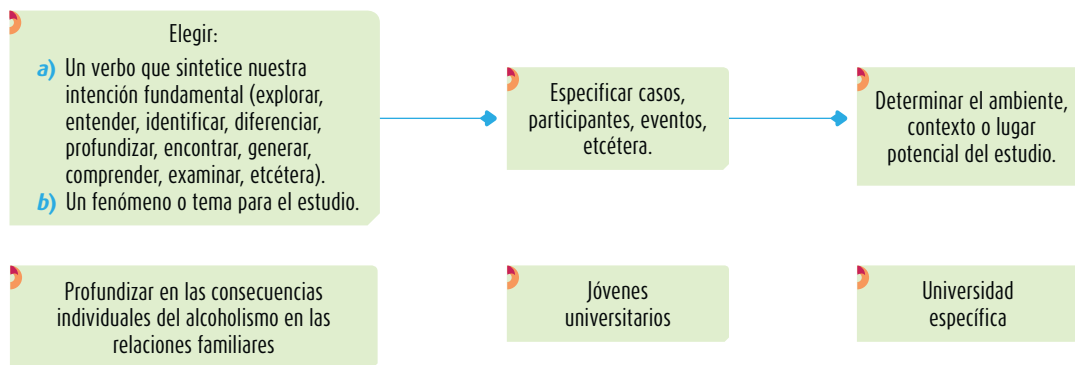 Elegir:
a) Un verbo que sintetice nuestra
intención fundamental (explorar,
entender, identificar, diferenciar,
profundizar, encontrar, generar,
comprender, examinar, etcétera).
b) Un fenómeno o tema para el estudio.
Especificar casos,
participantes, eventos,
etcétera.
Determinar el ambiente,
contexto o lugar
potencial del estudio.
Profundizar en las consecuencias
individuales del alcoholismo en las
relaciones familiares
Jóvenes
universitarios
Universidad
específica